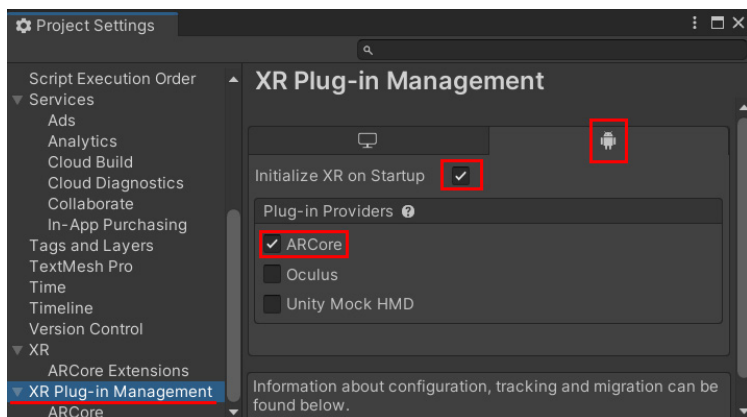 Project Settings
Script Execution Order
Services
Ads
Analytics
Cloud Build
Cloud Diagnostics
Collaborate
In-App Purchasing
Tags and Layers
TextMesh Pro
Time
Timeline
Version Control
XR
ARCore Extensions
XR Plug-in Management
ARCore
XR Plug-in Management
Initialize XR on Startup
Plug-in Providers
ARCore
Oculus
Unity Mock HMD
Information about configuration, tracking and migration can be
found below.